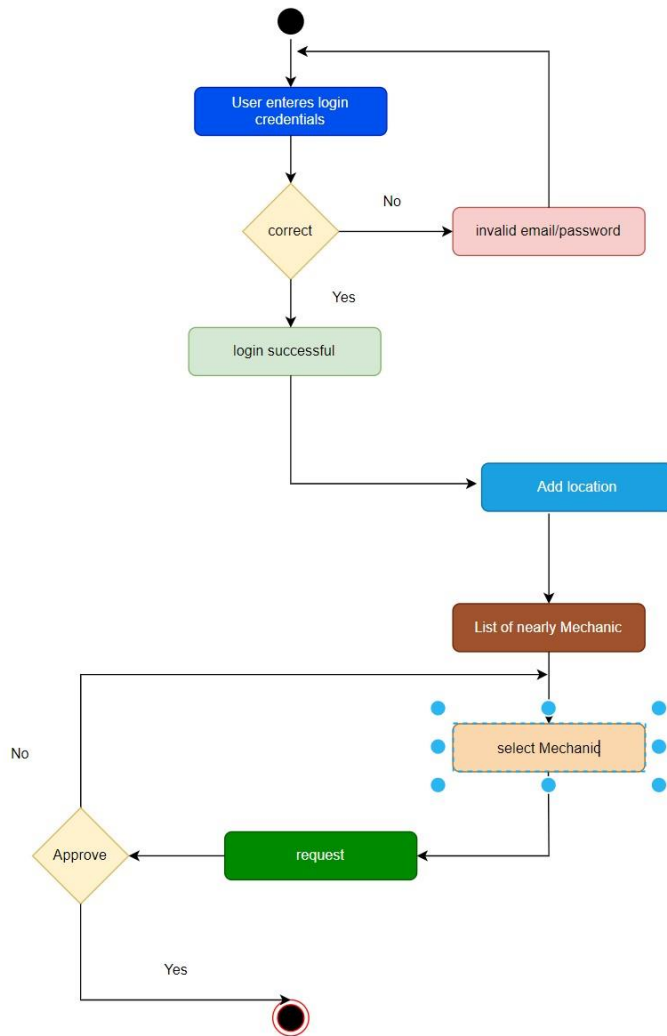 User enteres login
credentials
No
correct
invalid email/password
Yes
login successful
Add location
List of nearly Mechanic
select Mechanic
No
Approve
request
Yes